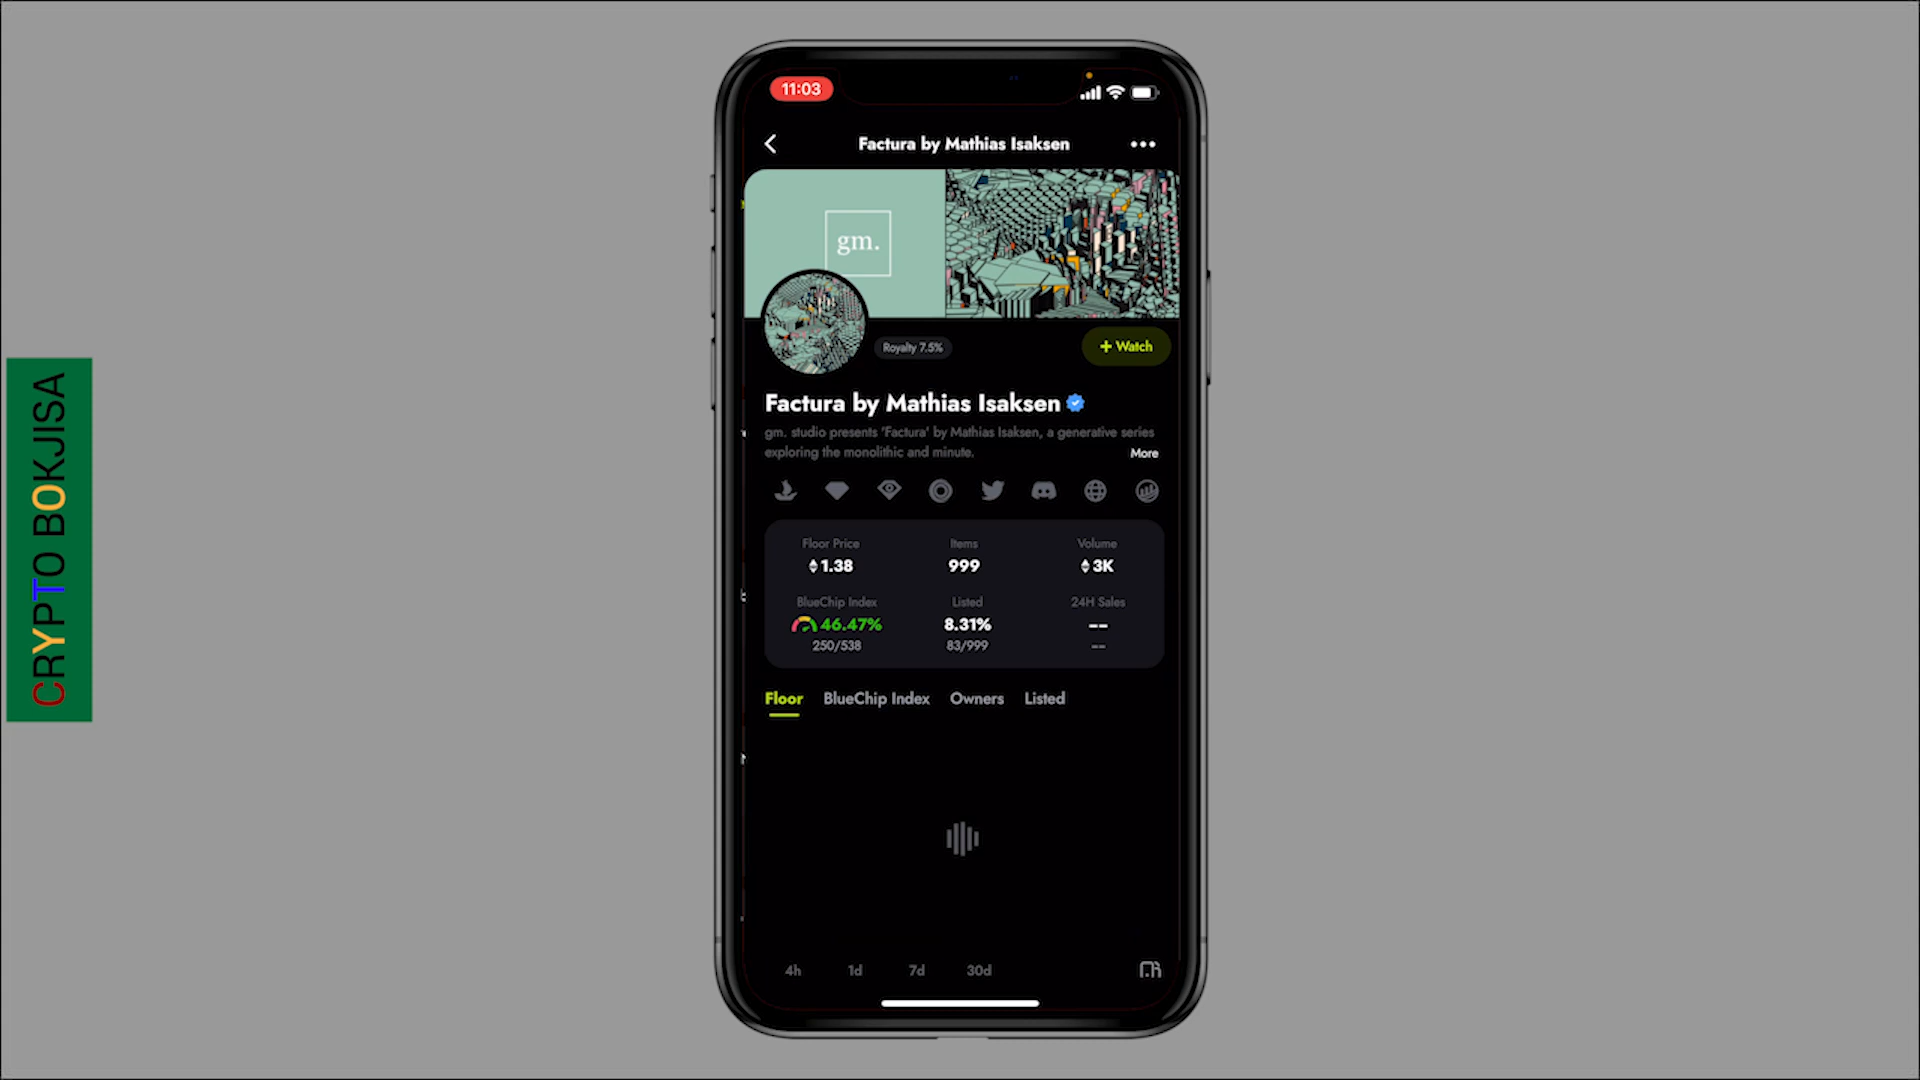 CRYPTO BOKJISA
11:03
Factura by Mathias Isaksen
gm.
Royalty 7.5%
+ Watch
Factura by Mathias Isaksen
gm. studio presents 'Factura' by Mathias Isaksen, a generative series
exploring the monolithic and minute.
More
Floor Price Items Volume
1.38 999 3K
BlueChip Index Listed 24H Sales
46.47% 8.31% --
250/538 83/999 --
Floor BlueChip Index Owners Listed
4h 1d 7d 30d